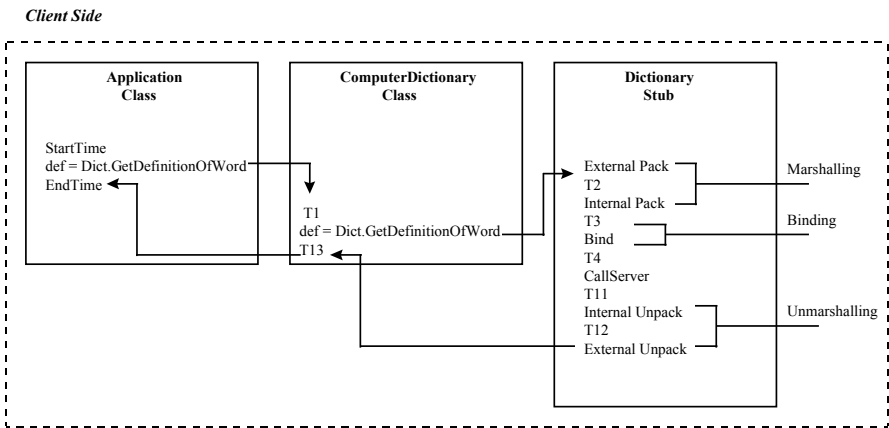 Client Side
Application
Class
StartTime
def = Dict.GetDefinitionOfWord
EndTime
ComputerDictionary
Class
T1
def = Dict.GetDefinitionOfWord
T13
Dictionary
Stub
External Pack
T2
Internal Pack
T3
Bind
T4
CallServer
T11
Internal Unpack
T12
External Unpack
Marshalling
Binding
Unmarshalling